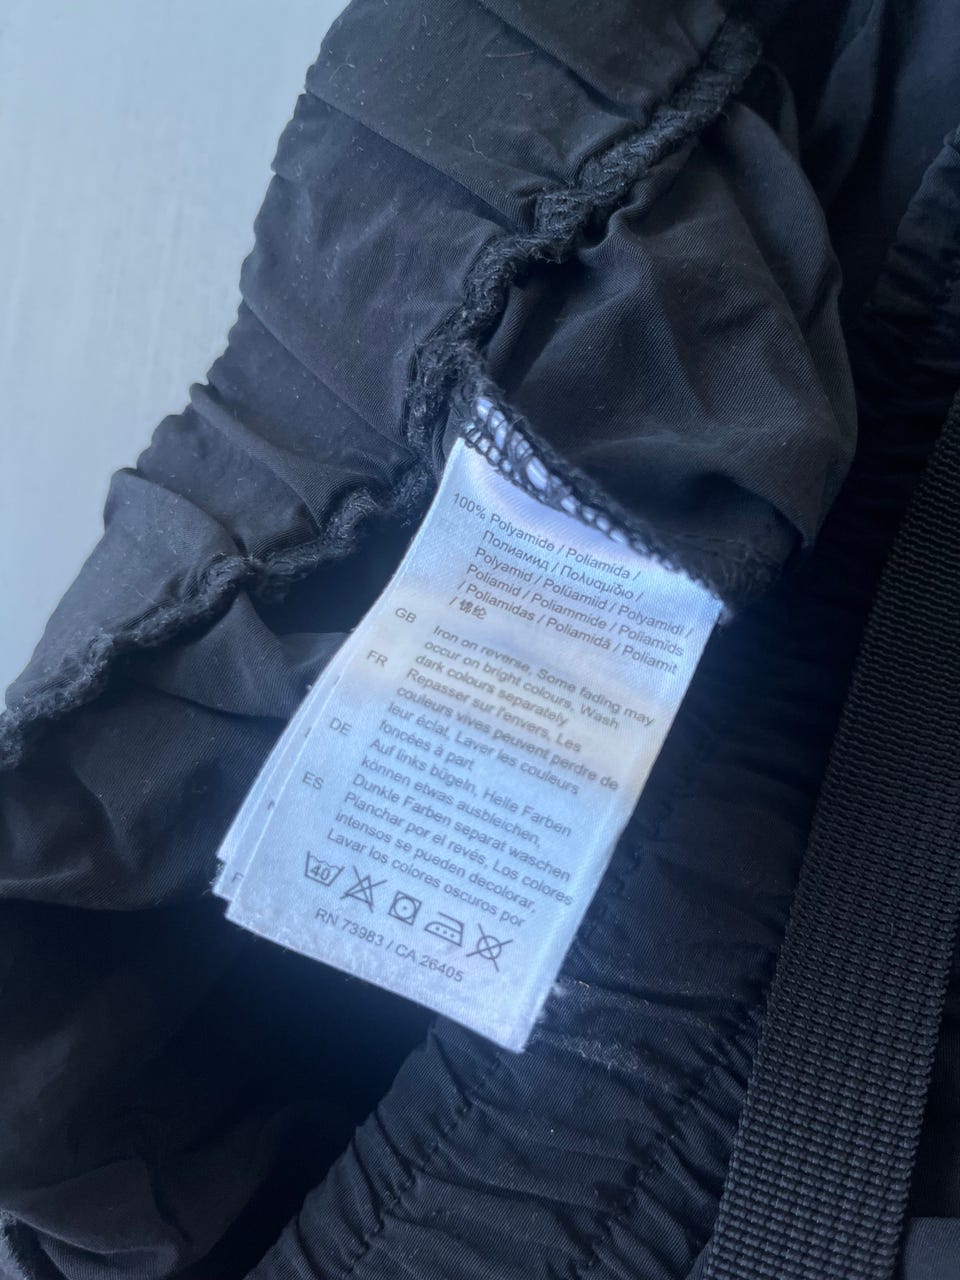 100% Polyamide / Poliamida /
Полиамид / Πολυαμίδιο /
Polyamid / Polüamiid / Polyamidi /
Poliamid / Poliammide / Poliamīds
/ Poliamidas / Poliamidă / Poliamit
/ 锦纶
GB Iron on reverse. Some fading may
occur on bright colours. Wash
dark colours separately
FR Repasser sur l'envers. Les
couleurs vives peuvent perdre de
leur éclat. Laver les couleurs
foncées à part
DE Auf links bügeln. Helle Farben
können etwas ausbleichen.
Dunkle Farben separat waschen
ES Planchar por el revés. Los colores
intensos se pueden decolorar.
Lavar los colores oscuros por
40
RN 73983 / CA 26405
F